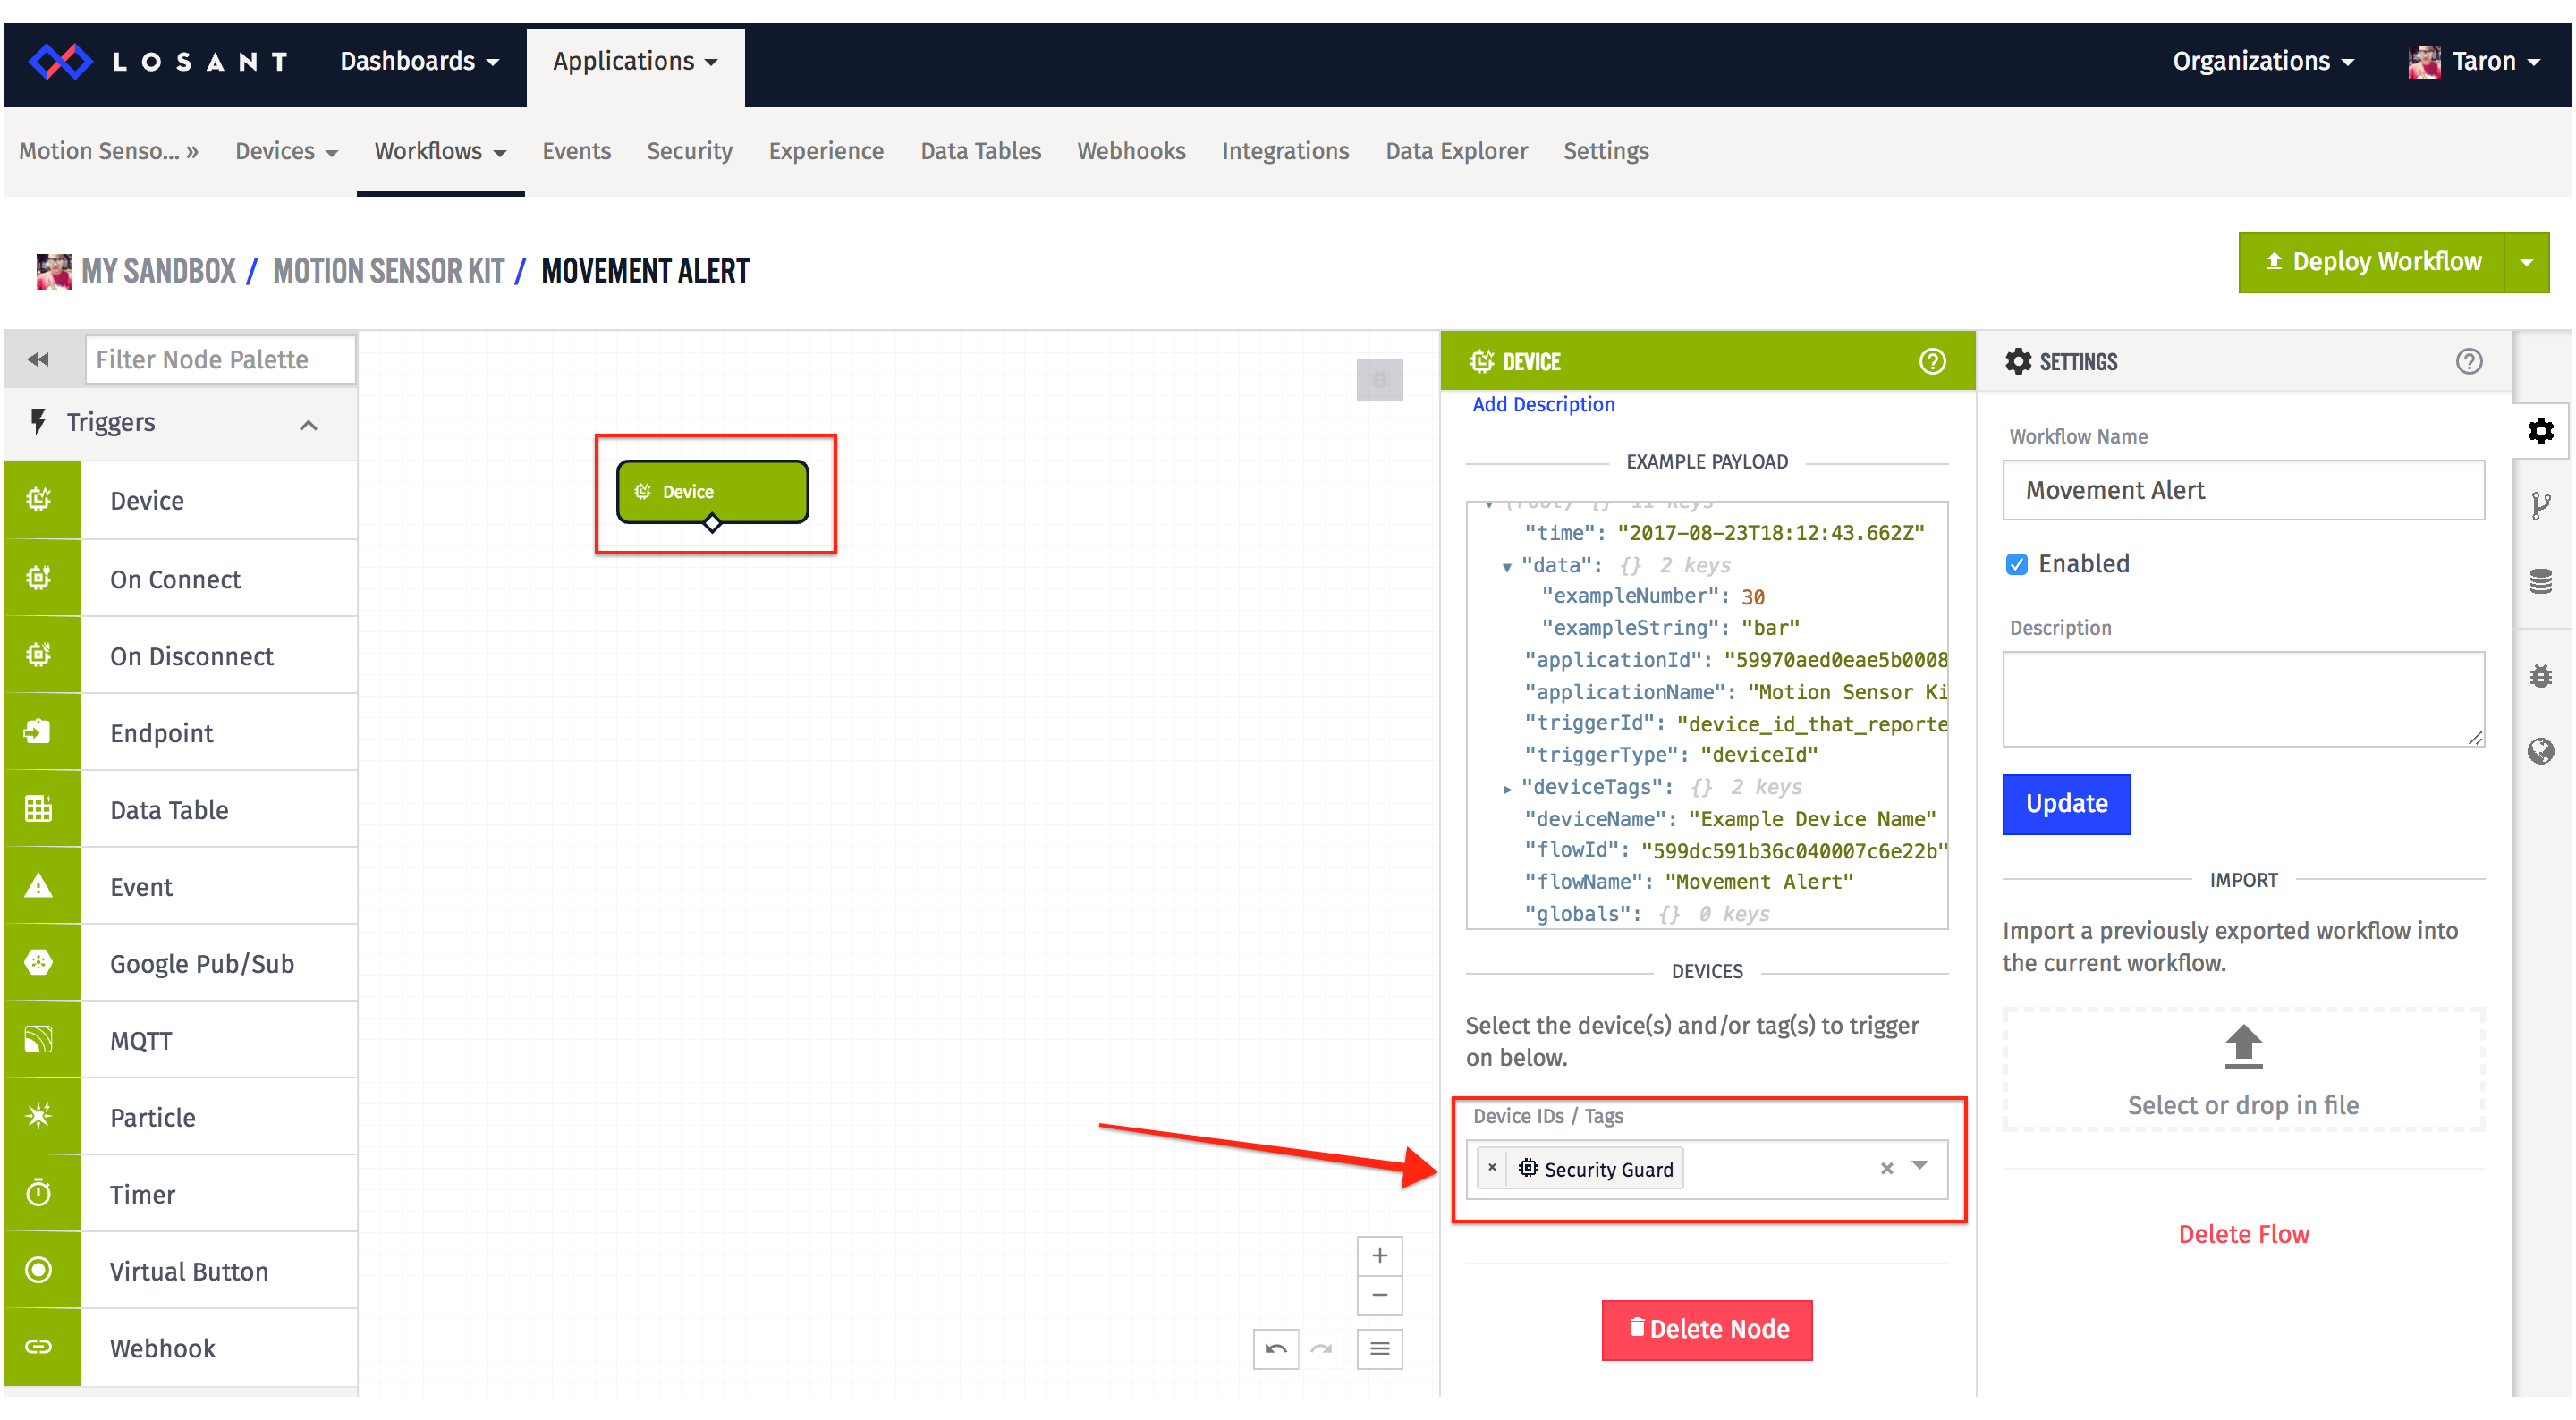 LOSANT
Dashboards
Applications
Organizations
Taron
Motion Senso... »
Devices
Workflows
Events
Security
Experience
Data Tables
Webhooks
Integrations
Data Explorer
Settings
MY SANDBOX / MOTION SENSOR KIT / MOVEMENT ALERT
Deploy Workflow
Filter Node Palette
Triggers
Device
On Connect
On Disconnect
Endpoint
Data Table
Event
Google Pub/Sub
MQTT
Particle
Timer
Virtual Button
Webhook
Device
DEVICE
Add Description
EXAMPLE PAYLOAD
(root) {} 11 keys
"time": "2017-08-23T18:12:43.662Z"
"data": {} 2 keys
"exampleNumber": 30
"exampleString": "bar"
"applicationId": "59970aed0eae5b0008
"applicationName": "Motion Sensor Ki
"triggerId": "device_id_that_reporte
"triggerType": "deviceId"
"deviceTags": {} 2 keys
"deviceName": "Example Device Name"
"flowId": "599dc591b36c040007c6e22b"
"flowName": "Movement Alert"
"globals": {} 0 keys
DEVICES
Select the device(s) and/or tag(s) to trigger
on below.
Device IDs / Tags
× Security Guard ×
Delete Node
SETTINGS
Workflow Name
Movement Alert
Enabled
Description
Update
IMPORT
Import a previously exported workflow into
the current workflow.
Select or drop in file
Delete Flow